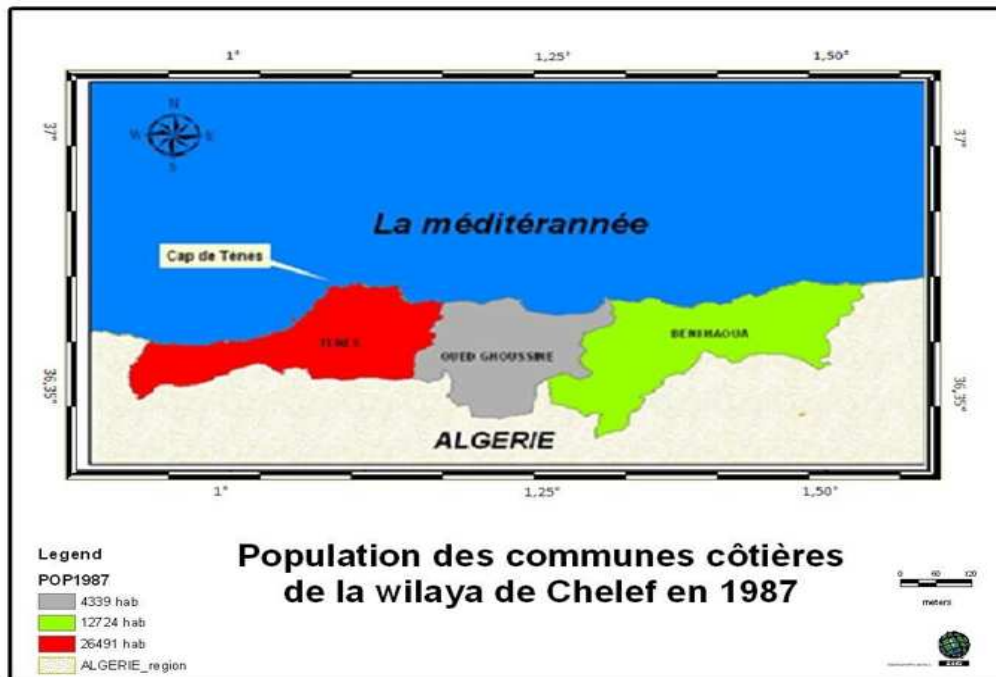 1° 1,25° 1,50°
37° 37°
N
W E
S
La méditérannée
Cap de Tenes
TENES
OUED GHOUSSINE
BENIHAOUA
36,35° 36,35°
ALGERIE
1° 1,25° 1,50°
Legend
POP1987
4339 hab
12724 hab
26491 hab
ALGERIE_region
Population des communes côtières
de la wilaya de Chelef en 1987
0 60 120
meters